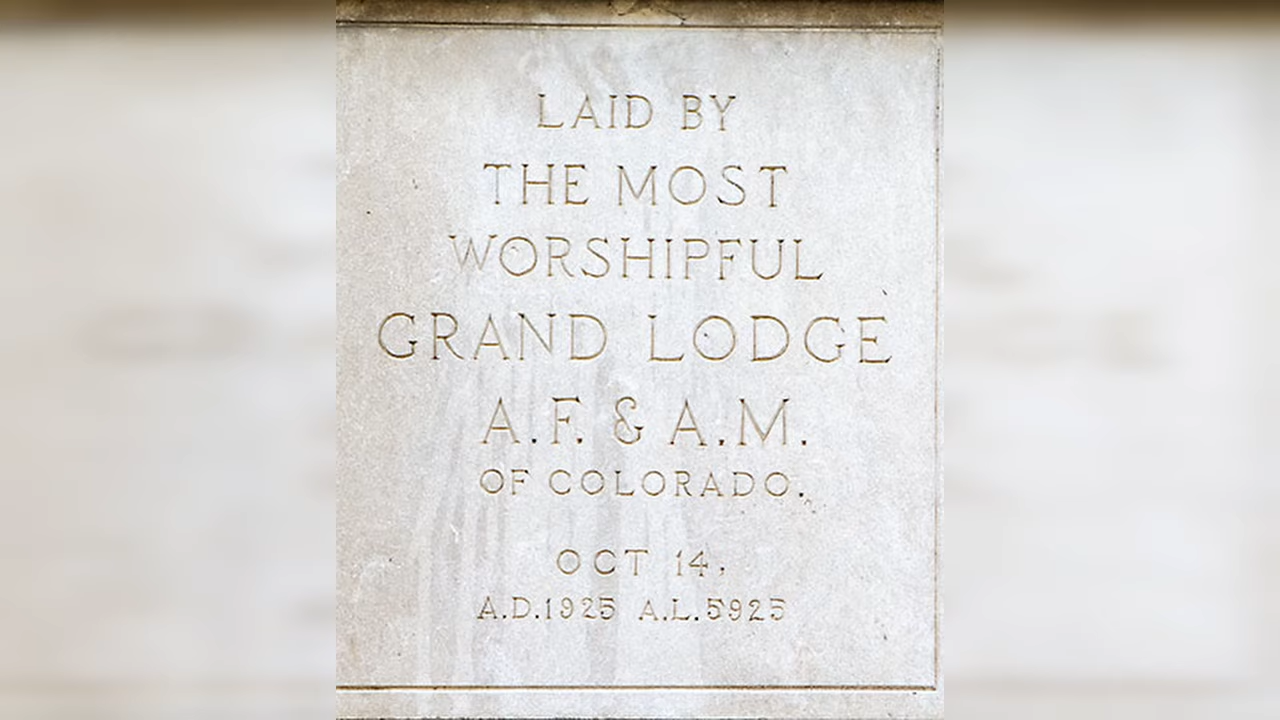 LAID BY
THE MOST
WORSHIPFUL
GRAND LODGE
A.F. & A.M.
OF COLORADO.
OCT 14,
A.D.1925 A.L.5925